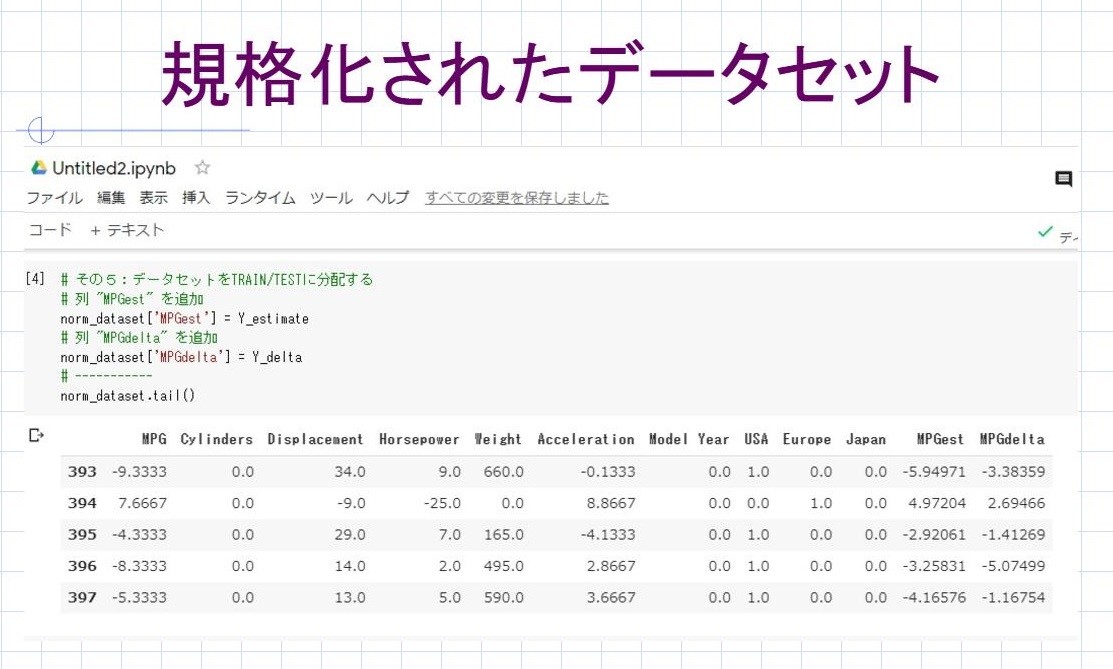 規格化されたデータセット
Untitled2.ipynb
ファイル 編集 表示 挿入 ランタイム ツール ヘルプ すべての変更を保存しました
コード + テキスト
[4] # その５：データセットをTRAIN/TESTに分配する
# 列 "MPGest" を追加
norm_dataset['MPGest'] = Y_estimate
# 列 "MPGdelta" を追加
norm_dataset['MPGdelta'] = Y_delta
# -----------
norm_dataset.tail()
MPG Cylinders Displacement Horsepower Weight Acceleration Model Year USA Europe Japan MPGest MPGdelta
393 -9.3333 0.0 34.0 9.0 660.0 -0.1333 0.0 1.0 0.0 0.0 -5.94971 -3.38359
394 7.6667 0.0 -9.0 -25.0 0.0 8.8667 0.0 0.0 1.0 0.0 4.97204 2.69466
395 -4.3333 0.0 29.0 7.0 165.0 -4.1333 0.0 1.0 0.0 0.0 -2.92061 -1.41269
396 -8.3333 0.0 14.0 2.0 495.0 2.8667 0.0 1.0 0.0 0.0 -3.25831 -5.07499
397 -5.3333 0.0 13.0 5.0 590.0 3.6667 0.0 1.0 0.0 0.0 -4.16576 -1.16754